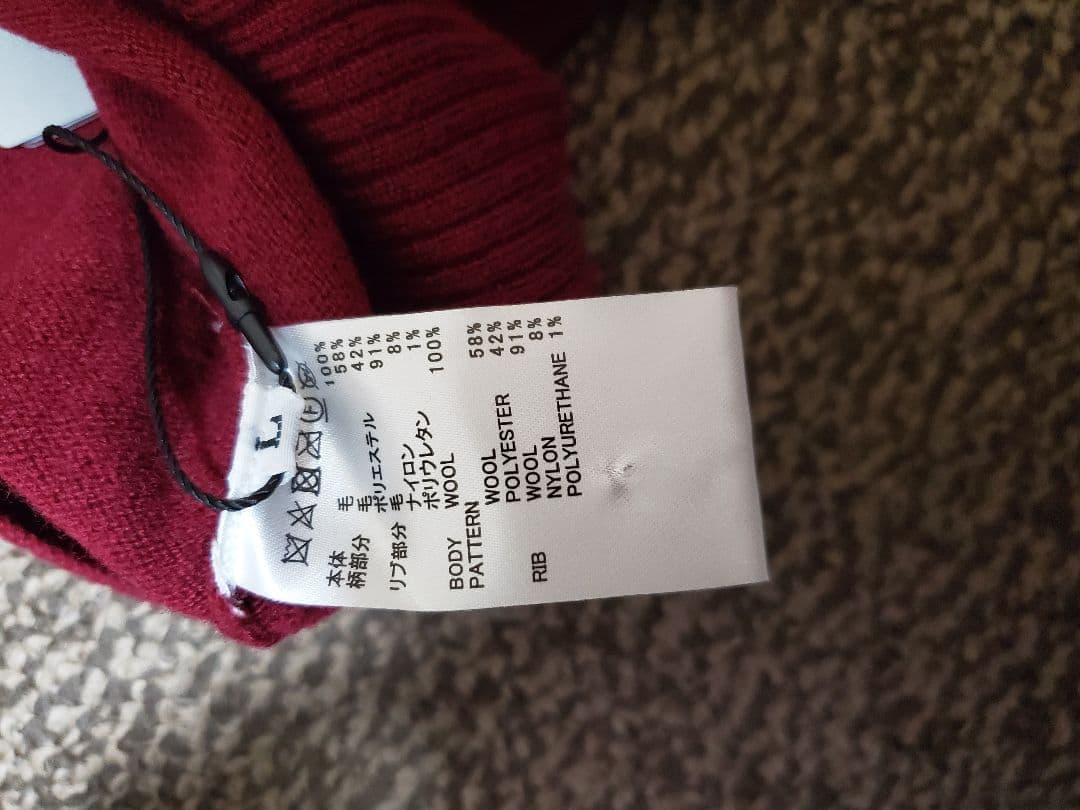 L
本体 毛 100%
柄部分 毛 58%
ポリエステル 42%
リブ部分 毛 91%
ナイロン 8%
ポリウレタン 1%
BODY WOOL 100%
PATTERN
WOOL 58%
POLYESTER 42%
RIB WOOL 91%
NYLON 8%
POLYURETHANE 1%